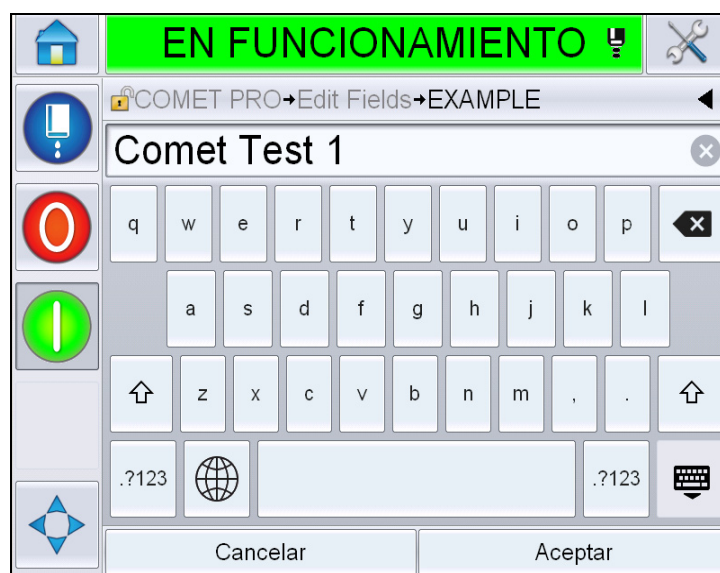 EN FUNCIONAMIENTO
COMET PRO→Edit Fields→EXAMPLE
Comet Test 1
q w e r t y u i o p
a s d f g h j k l
z x c v b n m , .
.?123 .?123
Cancelar Aceptar